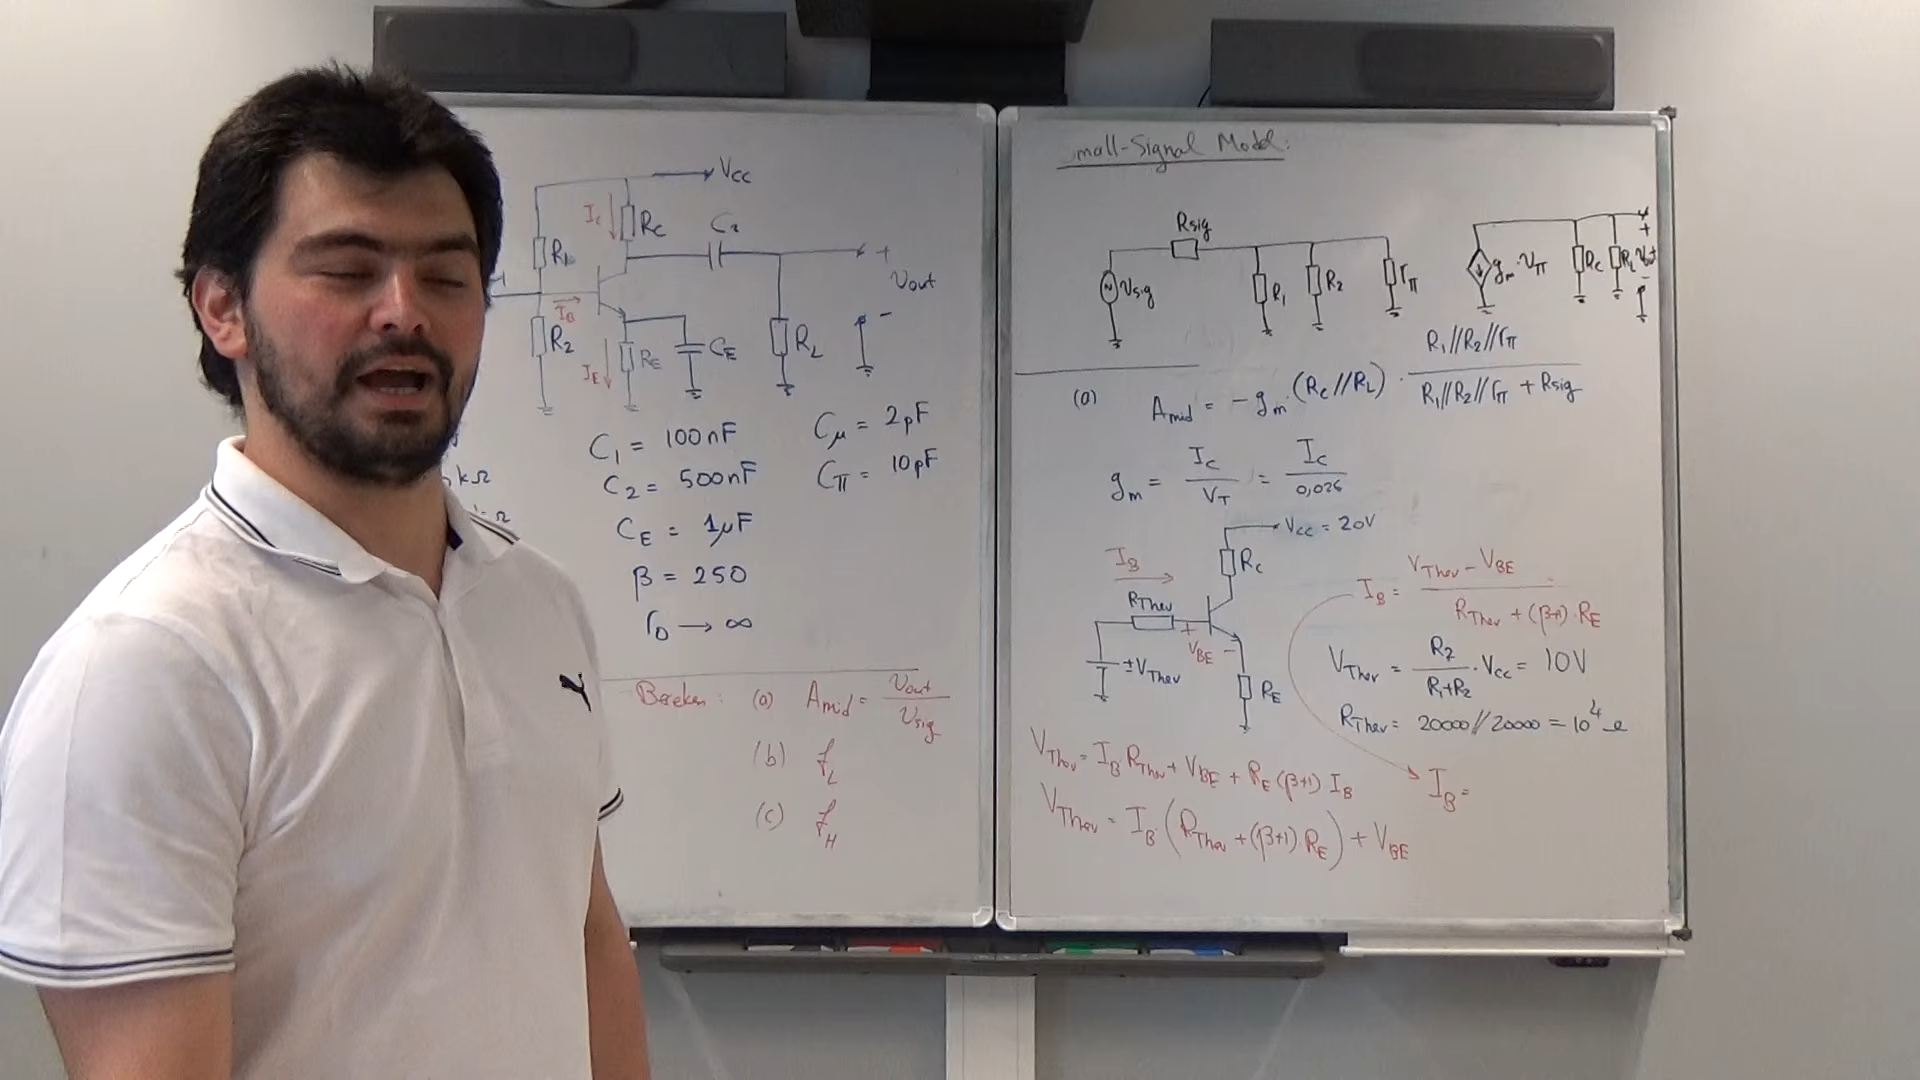 Vcc
Ic
Rc
C2
R1
+
Vout
IB
-
R2
IE
RE
CE
RL
C1 = 100nF
Cμ = 2pF
kΩ
C2 = 500nF
Cπ = 10pF
CE = 1μF
β = 250
ro → ∞
Bereken: (a) Amid = Vout / Vsig
(b) fL
(c) fH
mall-Signal Model:
Rsig
Vsig
R1
R2
rπ
gm·Vπ
Rc
RL
Vout
+
-
(a) Amid = -gm·(Rc//RL) · R1//R2//rπ / R1//R2//rπ + Rsig
gm = Ic / VT = Ic / 0,026
Vcc = 20V
IB
Rc
RThev
+ VBE -
± VThev
RE
IB = VThev - VBE / RThev + (β+1)·RE
VThev = R2 / R1+R2 · Vcc = 10V
RThev = 20000//20000 = 10^4 Ω
VThev = IB·RThev + VBE + RE(β+1) IB
IB =
VThev = IB·(RThev + (β+1)·RE) + VBE